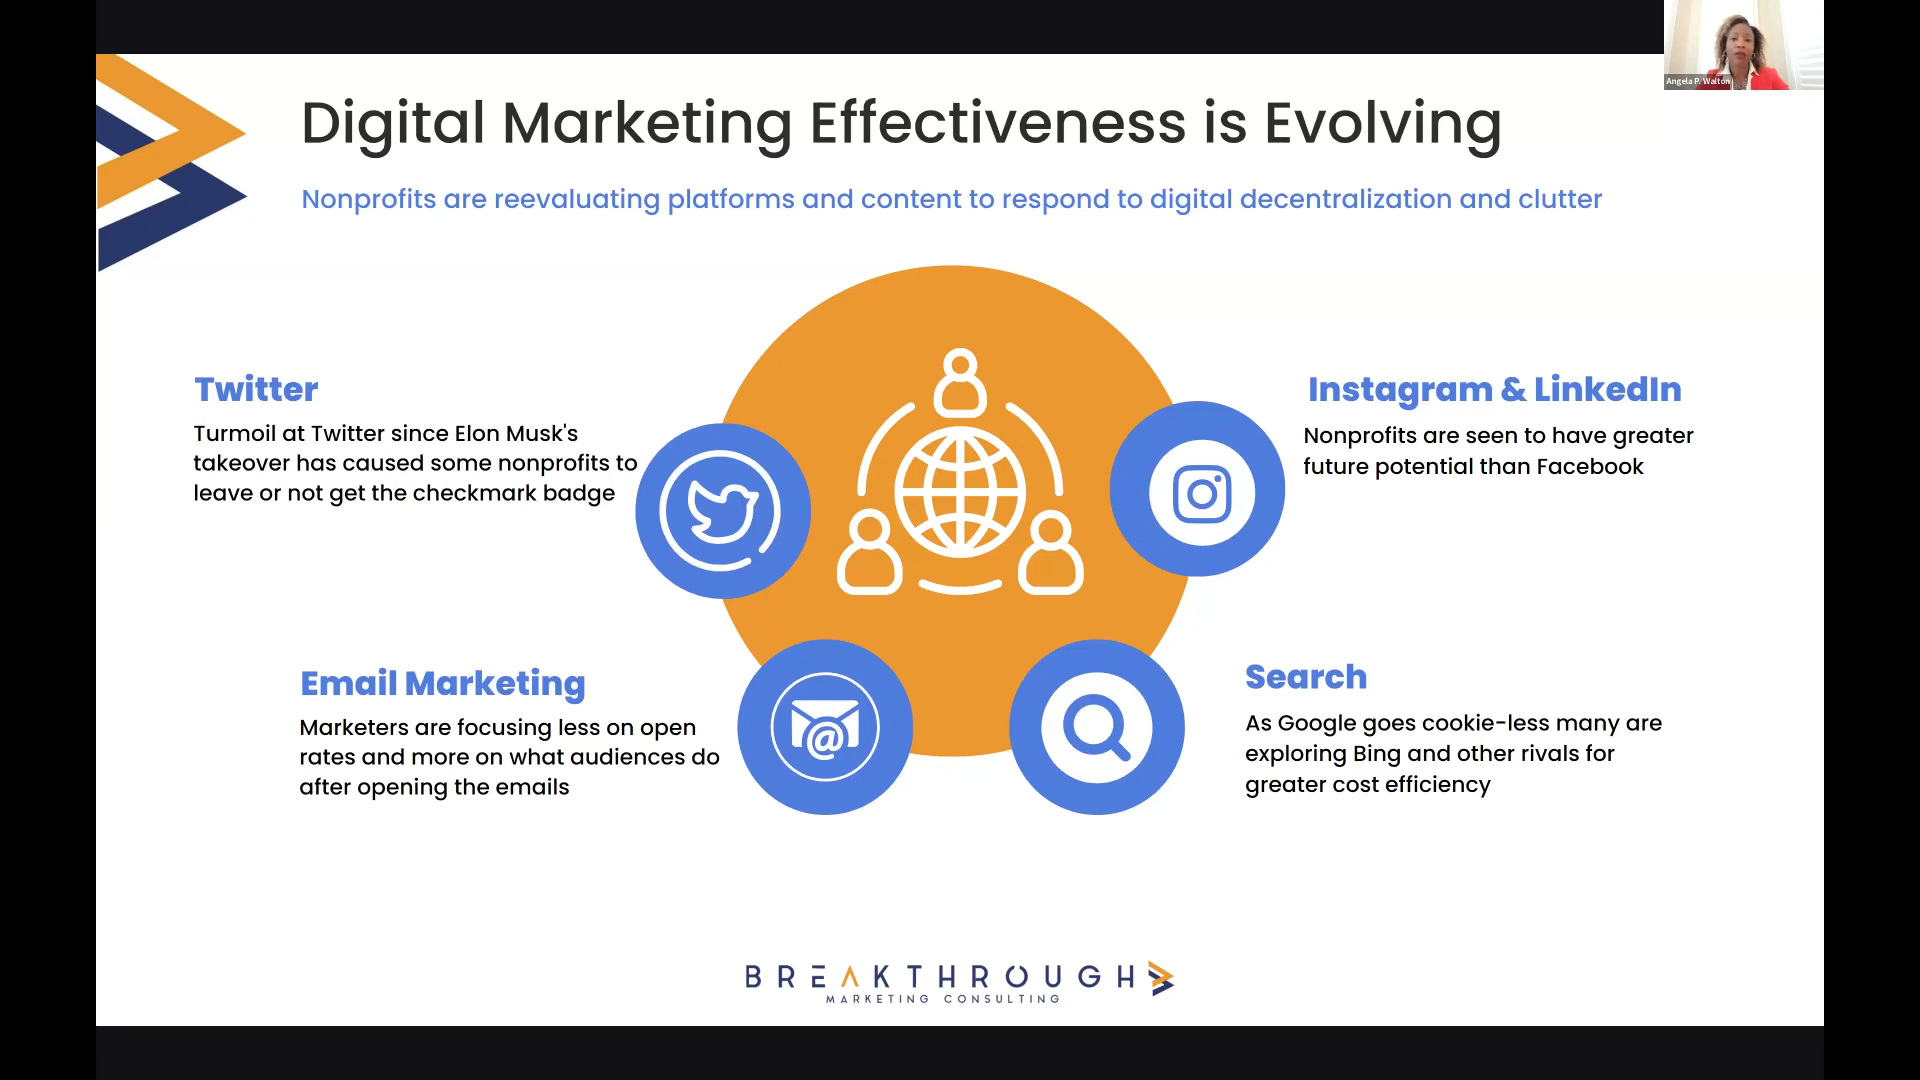 Angela P. Walton
Digital Marketing Effectiveness is Evolving
Nonprofits are reevaluating platforms and content to respond to digital decentralization and clutter
Twitter
Turmoil at Twitter since Elon Musk's
takeover has caused some nonprofits to
leave or not get the checkmark badge
Instagram & LinkedIn
Nonprofits are seen to have greater
future potential than Facebook
Email Marketing
Marketers are focusing less on open
rates and more on what audiences do
after opening the emails
@
Search
As Google goes cookie-less many are
exploring Bing and other rivals for
greater cost efficiency
BREAKTHROUGH
MARKETING CONSULTING